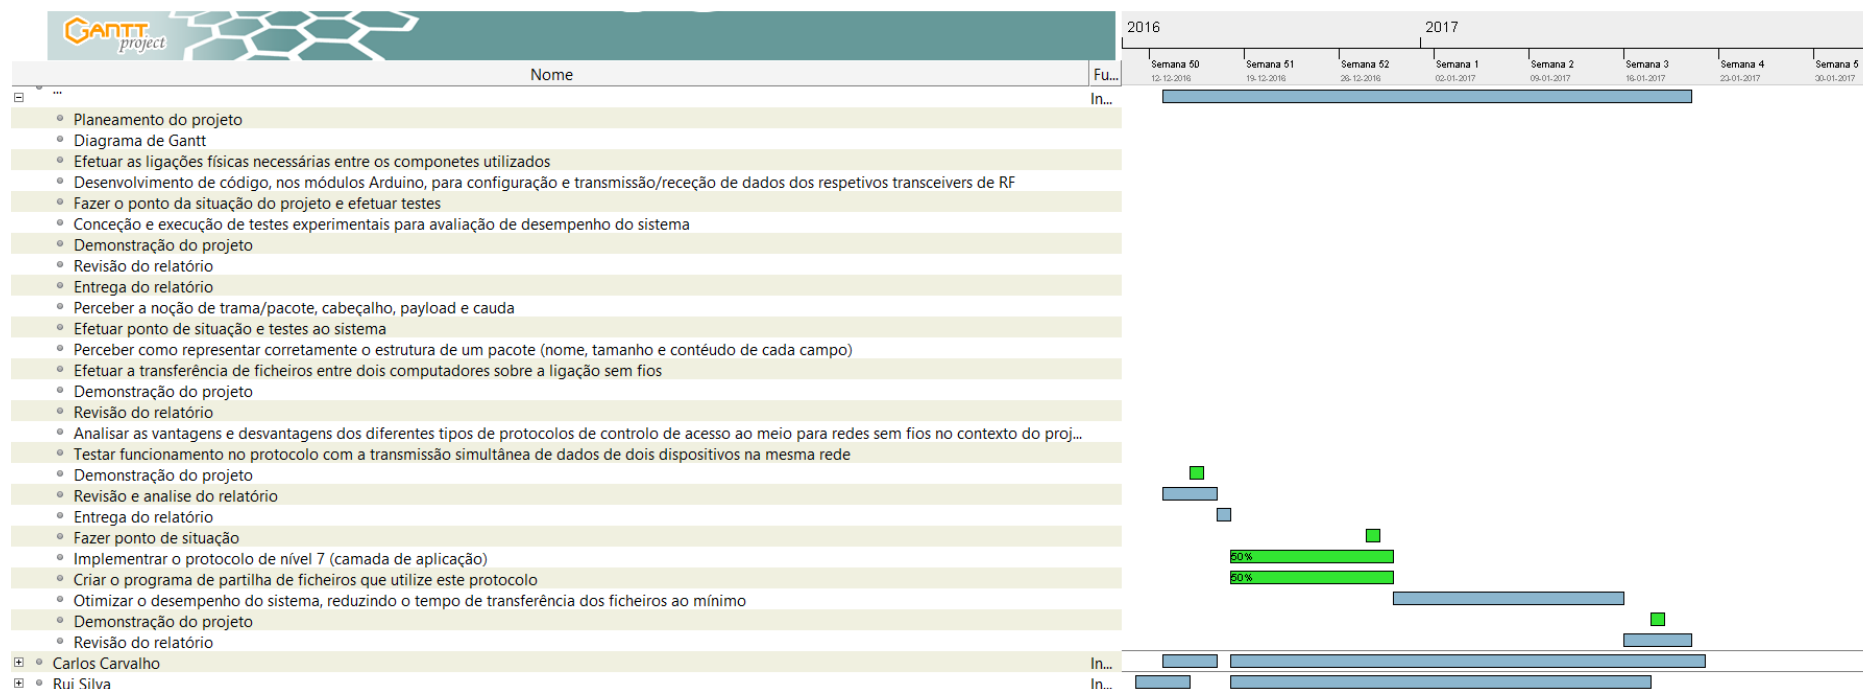 GANTT
project
2016 2017
Nome Fu...
Semana 50 Semana 51 Semana 52 Semana 1 Semana 2 Semana 3 Semana 4 Semana 5
12-12-2016 19-12-2016 26-12-2016 02-01-2017 09-01-2017 16-01-2017 23-01-2017 30-01-2017
... In...
Planeamento do projeto
Diagrama de Gantt
Efetuar as ligações físicas necessárias entre os componetes utilizados
Desenvolvimento de código, nos módulos Arduino, para configuração e transmissão/receção de dados dos respetivos transceivers de RF
Fazer o ponto da situação do projeto e efetuar testes
Conceção e execução de testes experimentais para avaliação de desempenho do sistema
Demonstração do projeto
Revisão do relatório
Entrega do relatório
Perceber a noção de trama/pacote, cabeçalho, payload e cauda
Efetuar ponto de situação e testes ao sistema
Perceber como representar corretamente o estrutura de um pacote (nome, tamanho e contéudo de cada campo)
Efetuar a transferência de ficheiros entre dois computadores sobre a ligação sem fios
Demonstração do projeto
Revisão do relatório
Analisar as vantagens e desvantagens dos diferentes tipos de protocolos de controlo de acesso ao meio para redes sem fios no contexto do proj...
Testar funcionamento no protocolo com a transmissão simultânea de dados de dois dispositivos na mesma rede
Demonstração do projeto
Revisão e analise do relatório
Entrega do relatório
Fazer ponto de situação
Implementrar o protocolo de nível 7 (camada de aplicação) 50%
Criar o programa de partilha de ficheiros que utilize este protocolo 50%
Otimizar o desempenho do sistema, reduzindo o tempo de transferência dos ficheiros ao mínimo
Demonstração do projeto
Revisão do relatório
Carlos Carvalho In...
Rui Silva In...